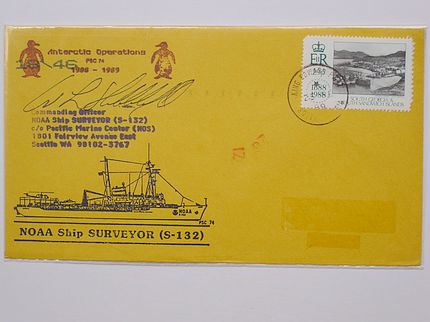 Antarctic Operations
PSC 74
1988 - 1989
Commanding Officer
NOAA Ship SURVEYOR (S-132)
c/o Pacific Marine Center (NOS)
1801 Fairview Avenue East
Seattle WA 98102-3767
NOAA
PSC 74
NOAA Ship SURVEYOR (S-132)
E R
1888
1988
SOUTH GEORGIA &
STH SANDWICH ISLANDS